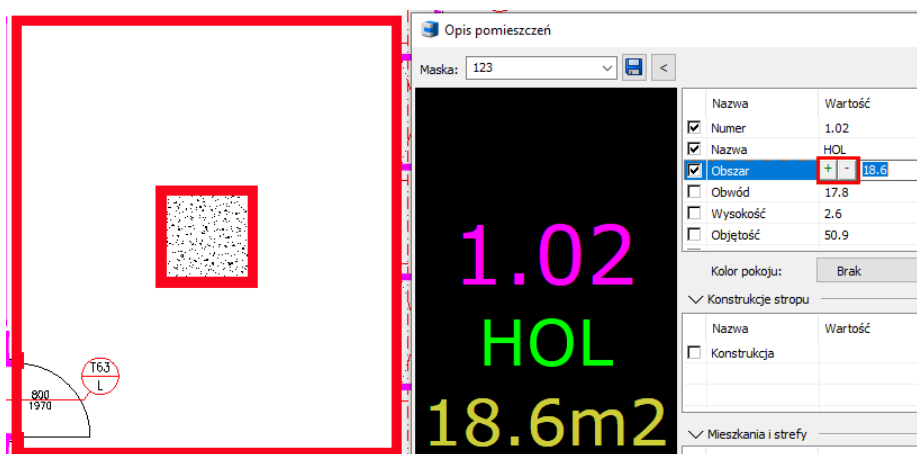 Opis pomieszczeń
Maska: 123 <
Nazwa Wartość
Numer 1.02
Nazwa HOL
Obszar + - 18.6
Obwód 17.8
Wysokość 2.6
Objętość 50.9
Kolor pokoju: Brak
Konstrukcje stropu
Nazwa Wartość
Konstrukcja
Mieszkania i strefy
1.02
HOL
18.6m2
T63
L
800
1970